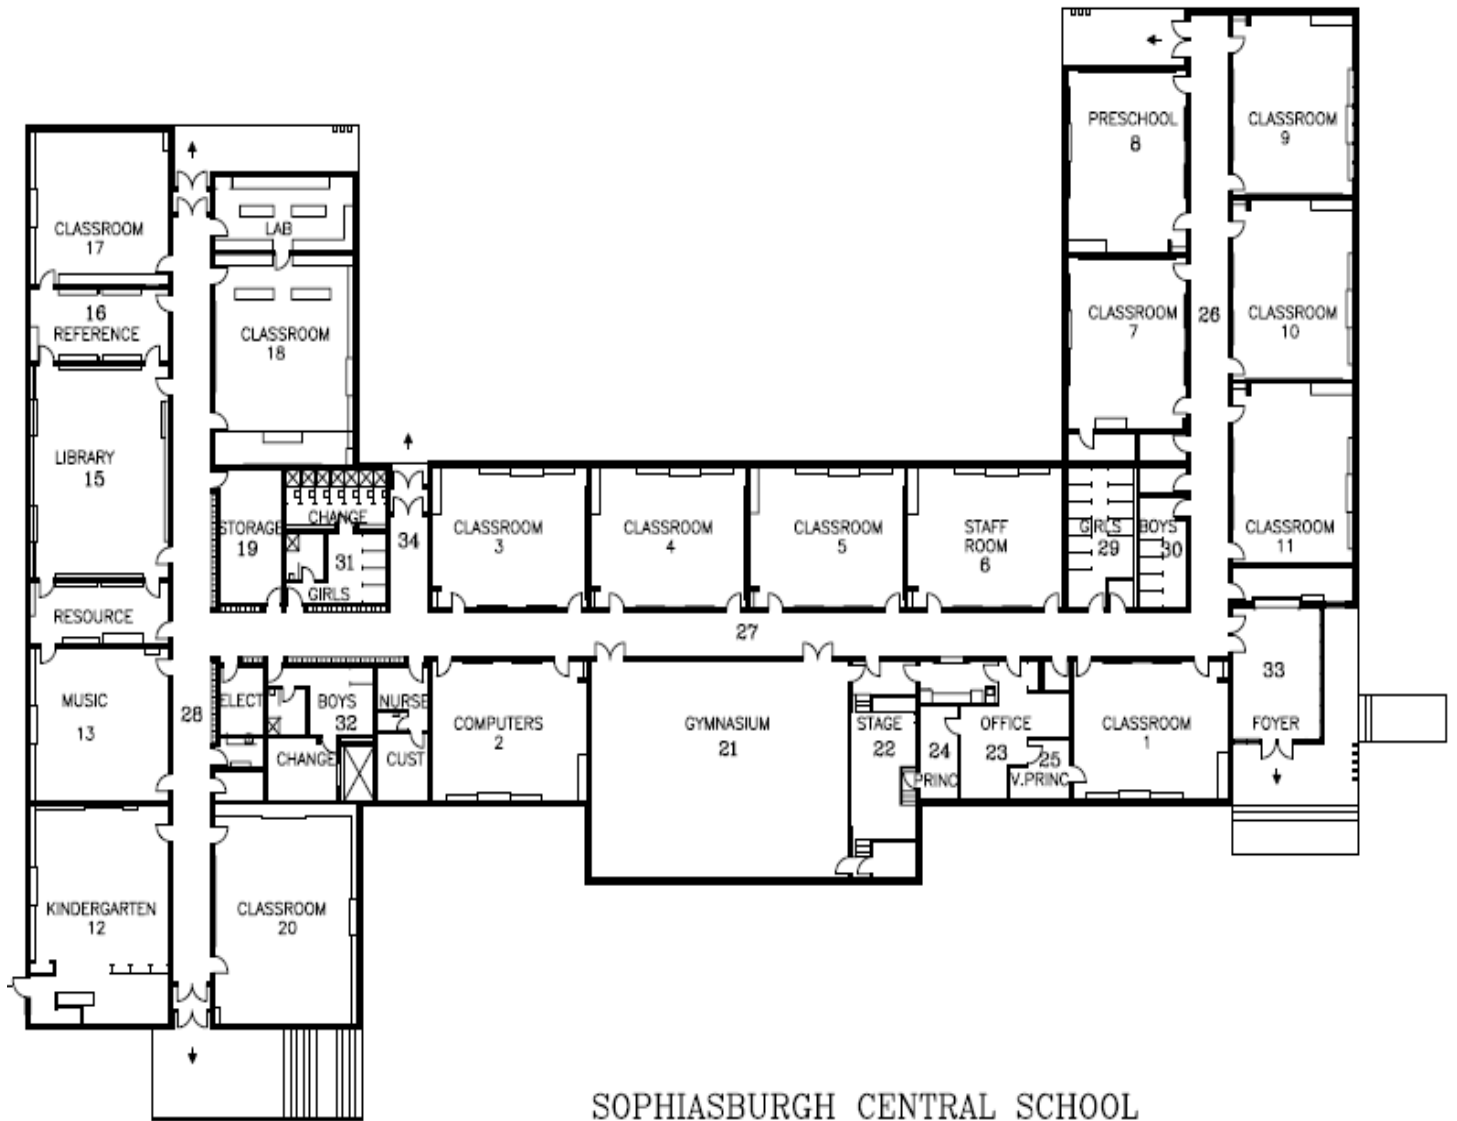 CLASSROOM
9
PRESCHOOL
8
CLASSROOM
17
LAB
16
REFERENCE
CLASSROOM
18
CLASSROOM
7
26
CLASSROOM
10
LIBRARY
15
STORAGE
19
CHANGE
31
GIRLS
34
CLASSROOM
3
CLASSROOM
4
CLASSROOM
5
STAFF
ROOM
6
GIRLS
29
BOYS
30
CLASSROOM
11
RESOURCE
27
MUSIC
13
28
ELECT
BOYS
32
NURSE
CHANGE
CUST
COMPUTERS
2
GYMNASIUM
21
STAGE
22
24
PRINC
OFFICE
23
25
V.PRINC
CLASSROOM
1
33
FOYER
KINDERGARTEN
12
CLASSROOM
20
SOPHIASBURGH CENTRAL SCHOOL